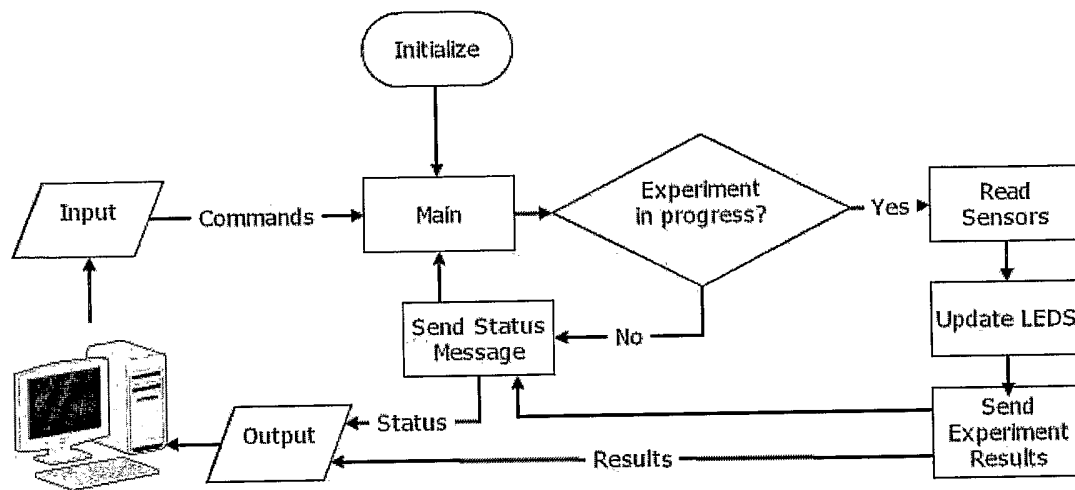 Initialize
Input
Commands
Main
Experiment
in progress?
Yes
Read
Sensors
Update LEDS
Send Status
Message
No
Send
Experiment
Results
Status
Output
Results